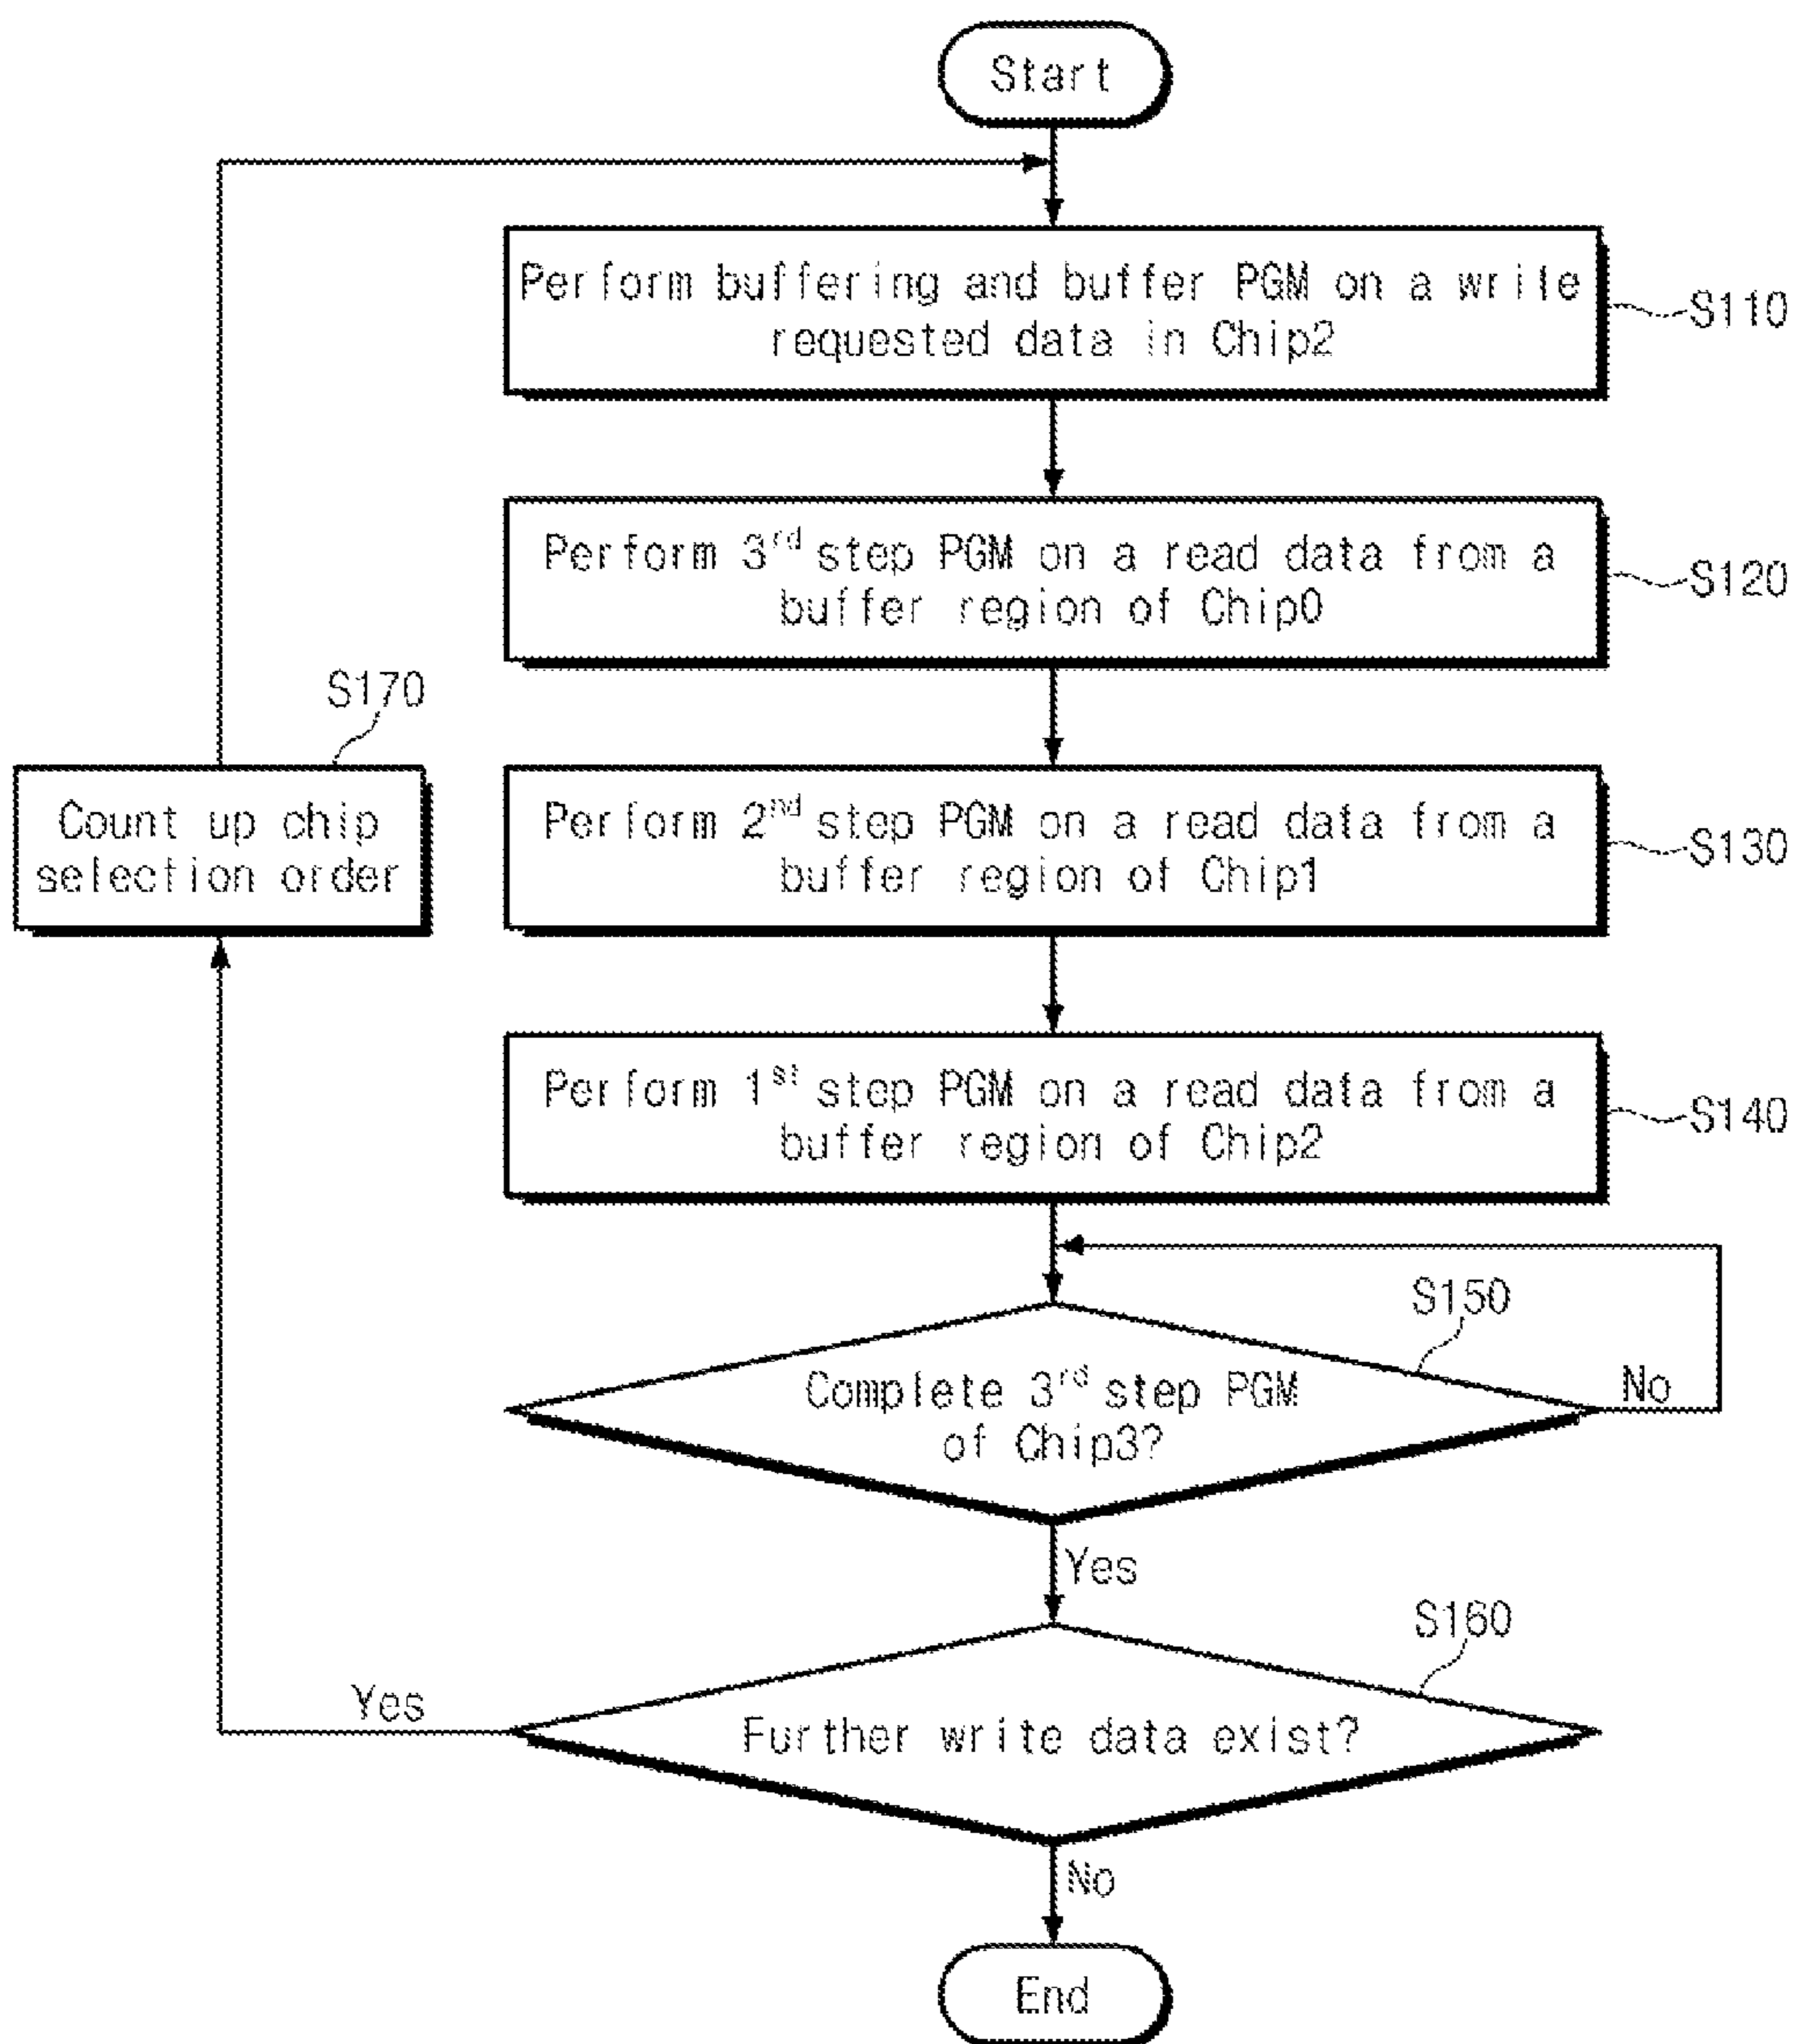 Start
Perform buffering and buffer PGM on a write
requested data in Chip2
S110
Perform 3rd step PGM on a read data from a
buffer region of Chip0
S120
S170
Count up chip
selection order
Perform 2nd step PGM on a read data from a
buffer region of Chip1
S130
Perform 1st step PGM on a read data from a
buffer region of Chip2
S140
S150
Complete 3rd step PGM
of Chip3?
No
Yes
S160
Yes
Further write data exist?
No
End